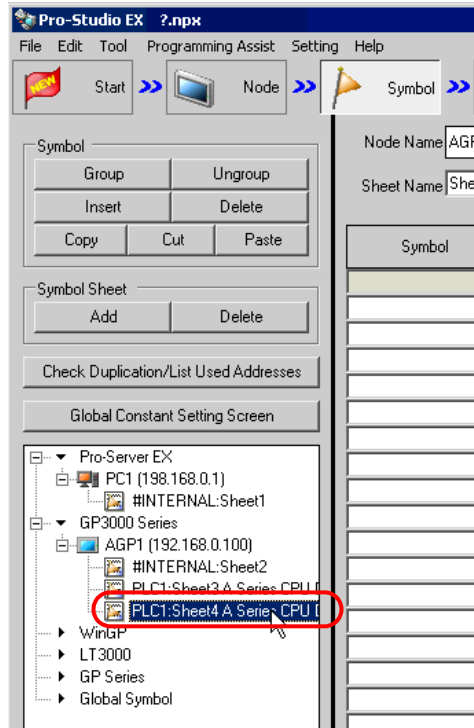 Pro-Studio EX ?.npx
File Edit Tool Programming Assist Setting Help
NEW Start Node Symbol
Symbol
Group Ungroup
Insert Delete
Copy Cut Paste
Symbol Sheet
Add Delete
Check Duplication/List Used Addresses
Global Constant Setting Screen
Pro-Server EX
PC1 (198.168.0.1)
#INTERNAL:Sheet1
GP3000 Series
AGP1 (192.168.0.100)
#INTERNAL:Sheet2
PLC1:Sheet3 A Series CPU
PLC1:Sheet4 A Series CPU
WinGP
LT3000
GP Series
Global Symbol
Node Name AGP
Sheet Name She
Symbol